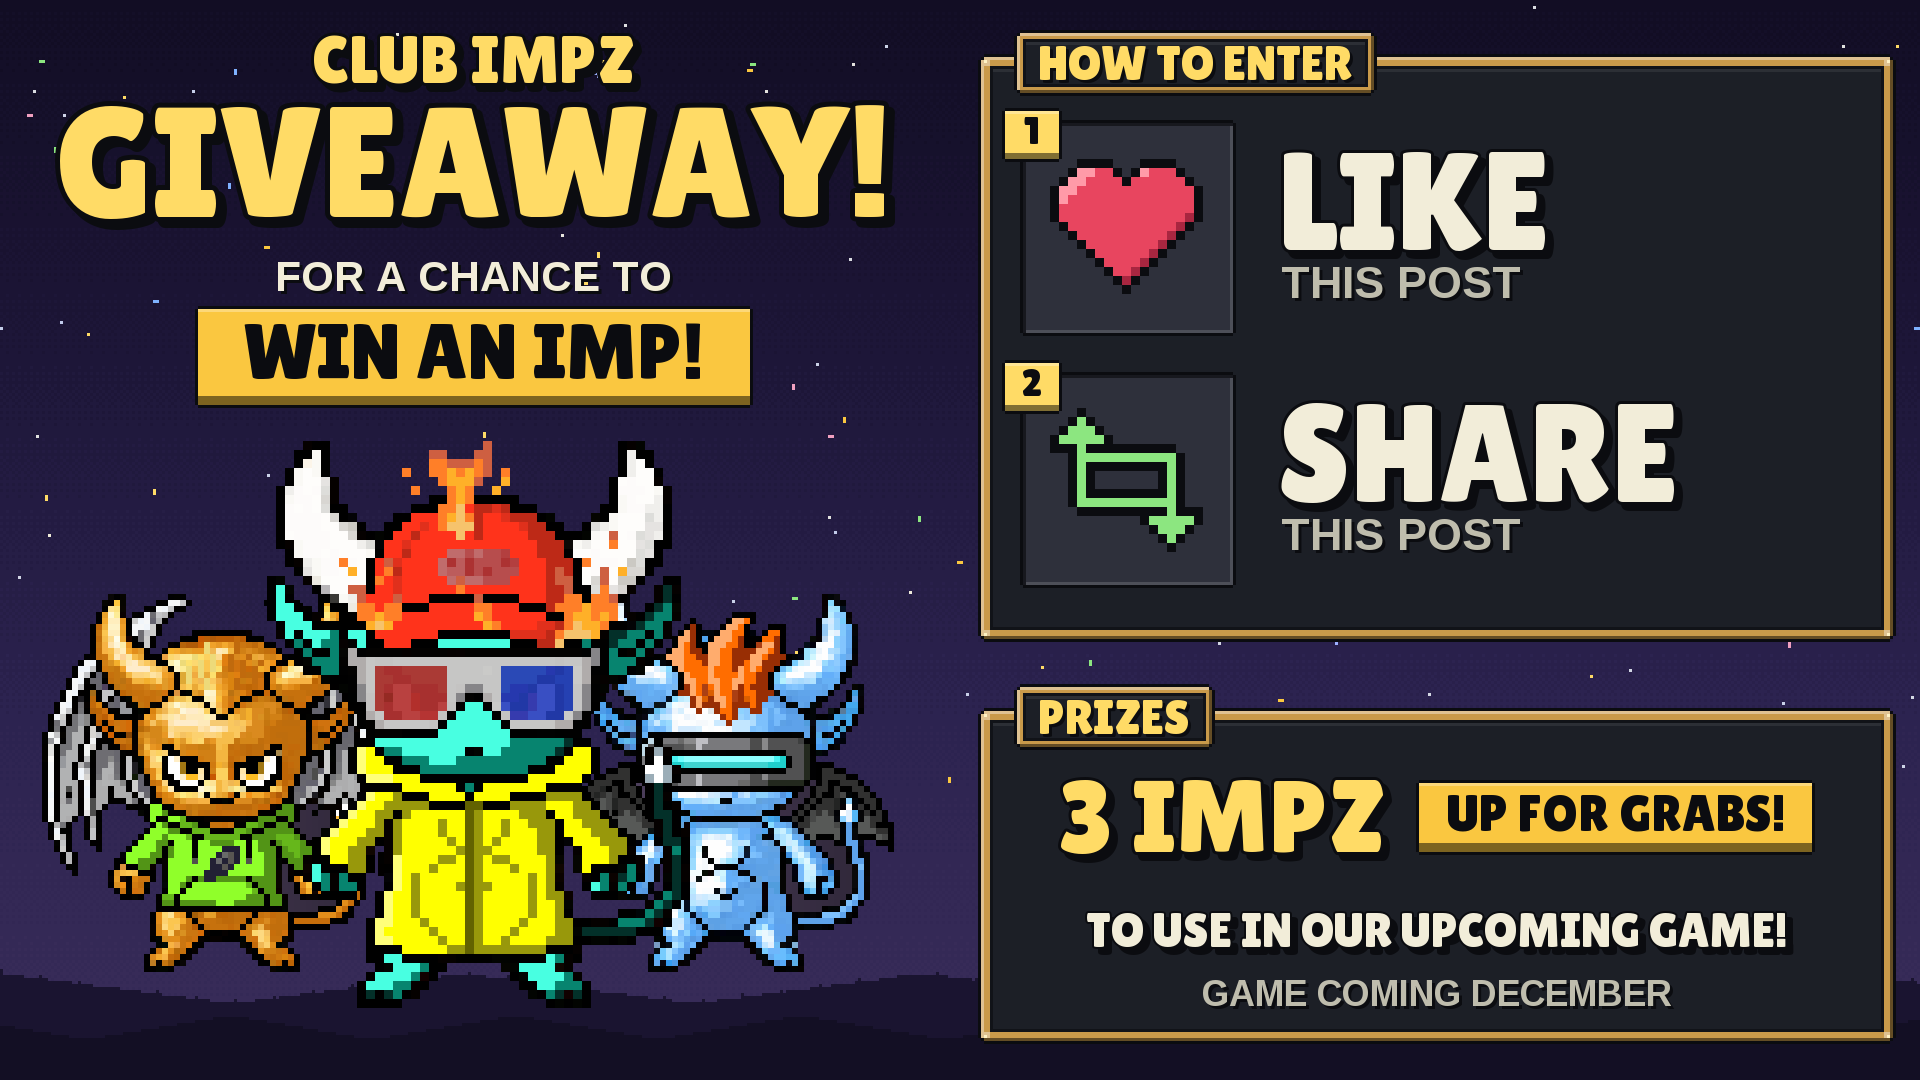 CLUB IMPZ
GIVEAWAY!
FOR A CHANCE TO
WIN AN IMP!
HOW TO ENTER
1
LIKE
THIS POST
2
SHARE
THIS POST
PRIZES
3 IMPZ
UP FOR GRABS!
TO USE IN OUR UPCOMING GAME!
GAME COMING DECEMBER